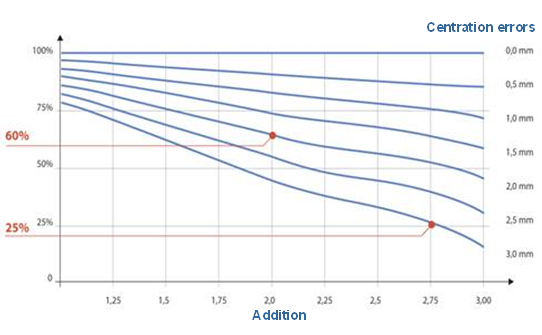 Centration errors
100%
0,0 mm
0,5 mm
75%
1,0 mm
60%
1,5 mm
50%
2,0 mm
25%
25%
2,5 mm
3,0 mm
0
1,25 1,5 1,75 2,0 2,25 2,5 2,75 3,00
Addition